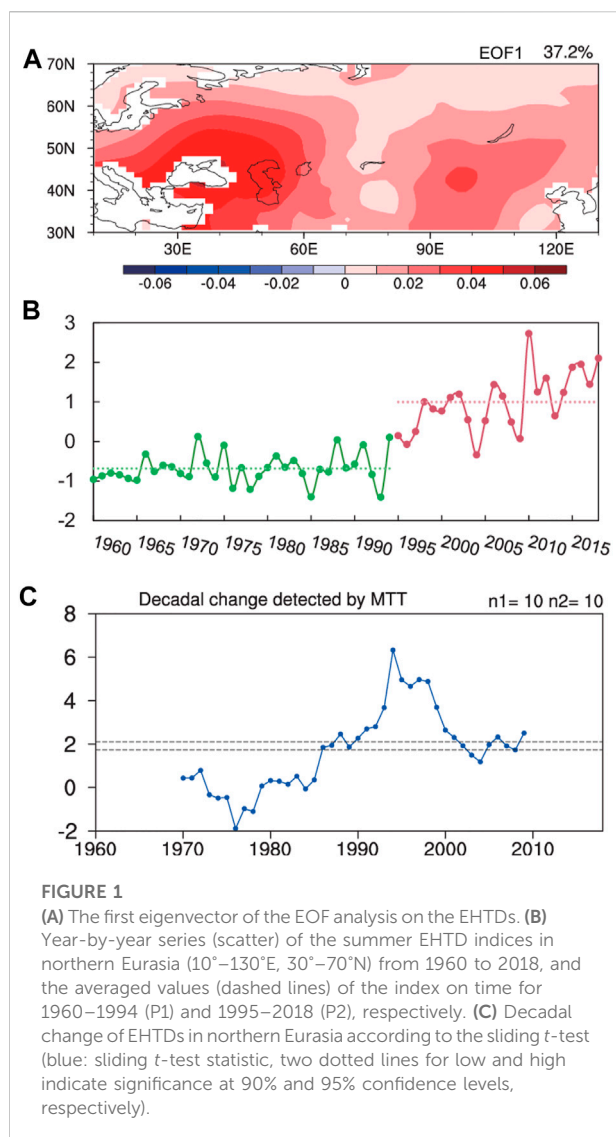 A
EOF1 37.2%
70N
60N
50N
40N
30N
30E 60E 90E 120E
-0.06 -0.04 -0.02 0 0.02 0.04 0.06
B
3
2
1
0
-1
-2
1960 1965 1970 1975 1980 1985 1990 1995 2000 2005 2010 2015
C
Decadal change detected by MTT n1= 10 n2= 10
8
6
4
2
0
-2
1960 1970 1980 1990 2000 2010
FIGURE 1
(A) The first eigenvector of the EOF analysis on the EHTDs. (B)
Year-by-year series (scatter) of the summer EHTD indices in
northern Eurasia (10°–130°E, 30°–70°N) from 1960 to 2018, and
the averaged values (dashed lines) of the index on time for
1960–1994 (P1) and 1995–2018 (P2), respectively. (C) Decadal
change of EHTDs in northern Eurasia according to the sliding t-test
(blue: sliding t-test statistic, two dotted lines for low and high
indicate significance at 90% and 95% confidence levels,
respectively).